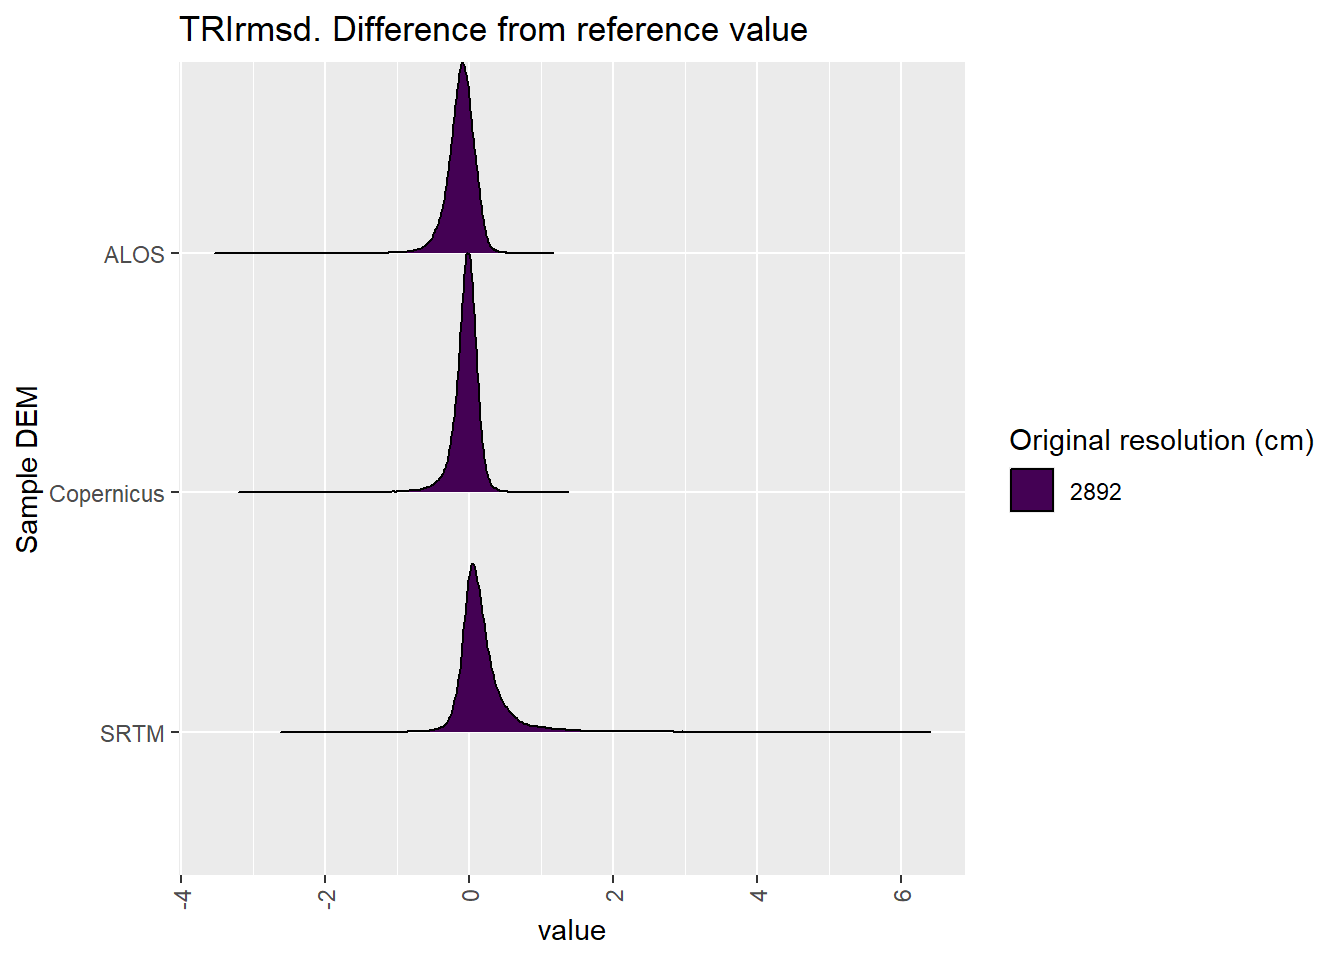 TRIrmsd. Difference from reference value
Sample DEM
ALOS
Copernicus
SRTM
-4
-2
0
2
4
6
value
Original resolution (cm)
2892